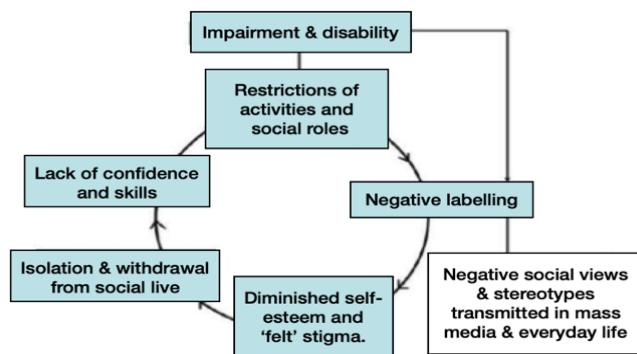 Impairment & disability
Restrictions of
activities and
social roles
Lack of confidence
and skills
Negative labelling
Isolation & withdrawal
from social live
Diminished self-
esteem and
‘felt’ stigma.
Negative social views
& stereotypes
transmitted in mass
media & everyday life